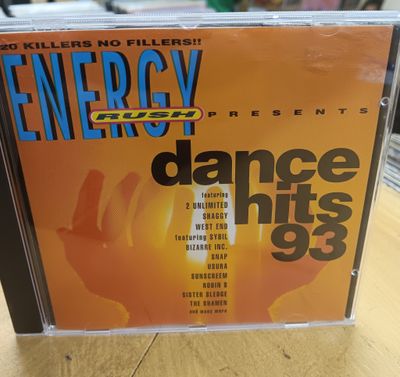 20 KILLERS NO FILLERS!!
ENERGY
RUSH PRESENTS
dance
hits
93
featuring
2 UNLIMITED
SHAGGY
WEST END
featuring SYBIL
BIZARRE INC.
SNAP
USURA
SUNSCREEM
ROBIN S
SISTER SLEDGE
THE SHAMEN
and many more